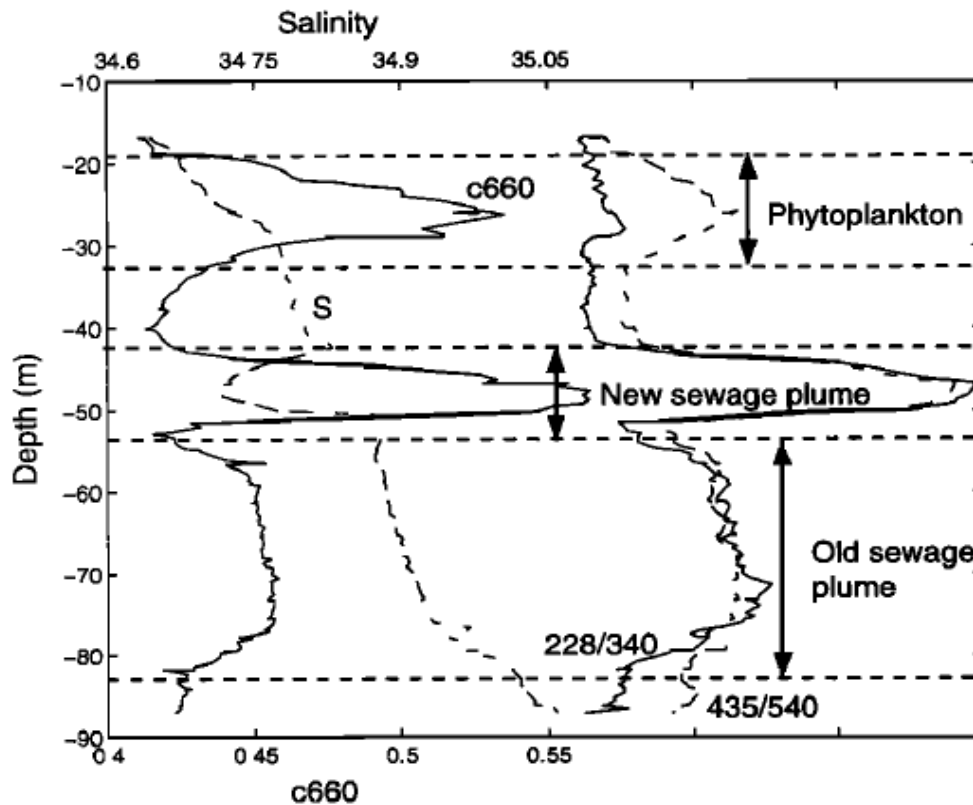 Salinity
34.6 34 75 34.9 35.05
-10
-20
c660
Phytoplankton
-30
S
-40
Depth (m)
New sewage plume
-50
-60
Old sewage
plume
-70
228/340
-80
435/540
-90
0 4 0 45 0.5 0.55
c660